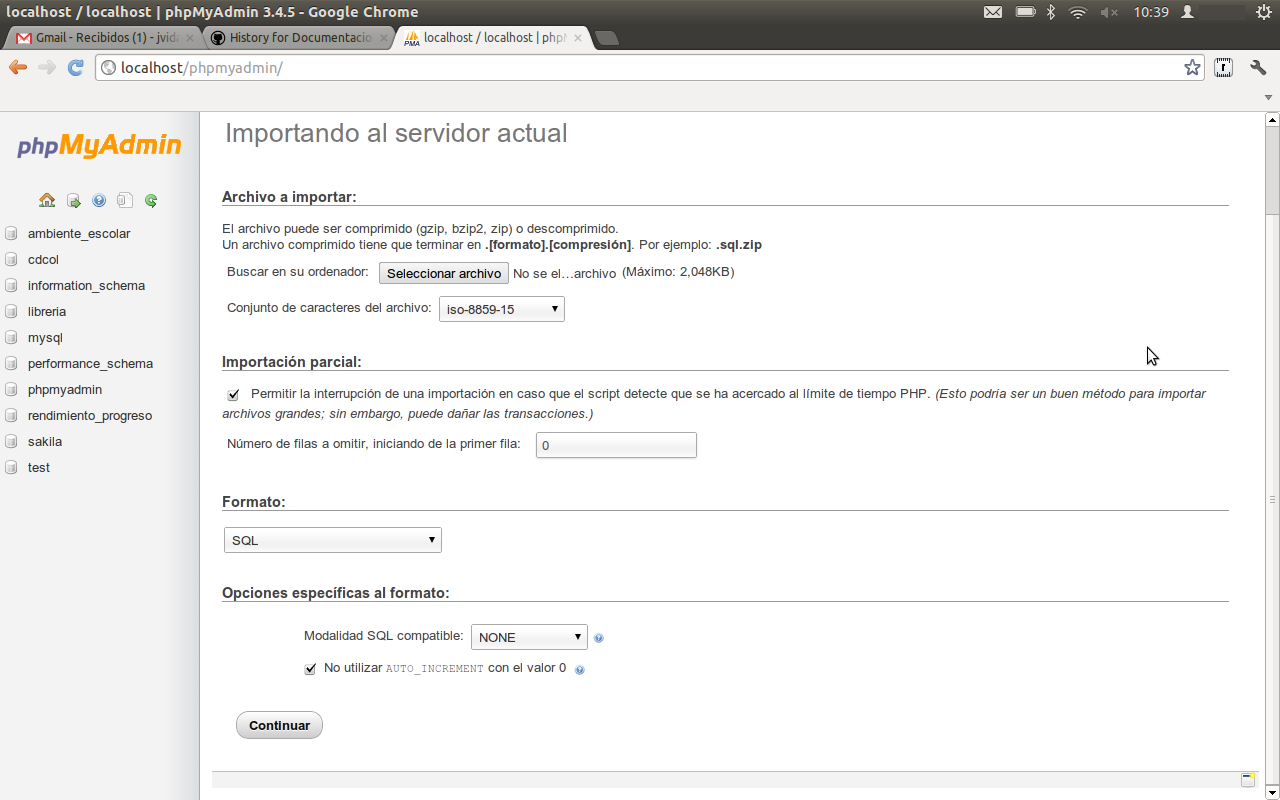 localhost / localhost | phpMyAdmin 3.4.5 - Google Chrome
10:39
Gmail - Recibidos (1) - jvid
History for Documentacio
localhost / localhost | phpM
localhost/phpmyadmin/
phpMyAdmin
ambiente_escolar
cdcol
information_schema
libreria
mysql
performance_schema
phpmyadmin
rendimiento_progreso
sakila
test
Importando al servidor actual
Archivo a importar:
El archivo puede ser comprimido (gzip, bzip2, zip) o descomprimido.
Un archivo comprimido tiene que terminar en .[formato].[compresión]. Por ejemplo: .sql.zip
Buscar en su ordenador: Seleccionar archivo No se el…archivo (Máximo: 2,048KB)
Conjunto de caracteres del archivo: iso-8859-15
Importación parcial:
Permitir la interrupción de una importación en caso que el script detecte que se ha acercado al límite de tiempo PHP. (Esto podría ser un buen método para importar
archivos grandes; sin embargo, puede dañar las transacciones.)
Número de filas a omitir, iniciando de la primer fila: 0
Formato:
SQL
Opciones específicas al formato:
Modalidad SQL compatible: NONE
No utilizar AUTO_INCREMENT con el valor 0
Continuar